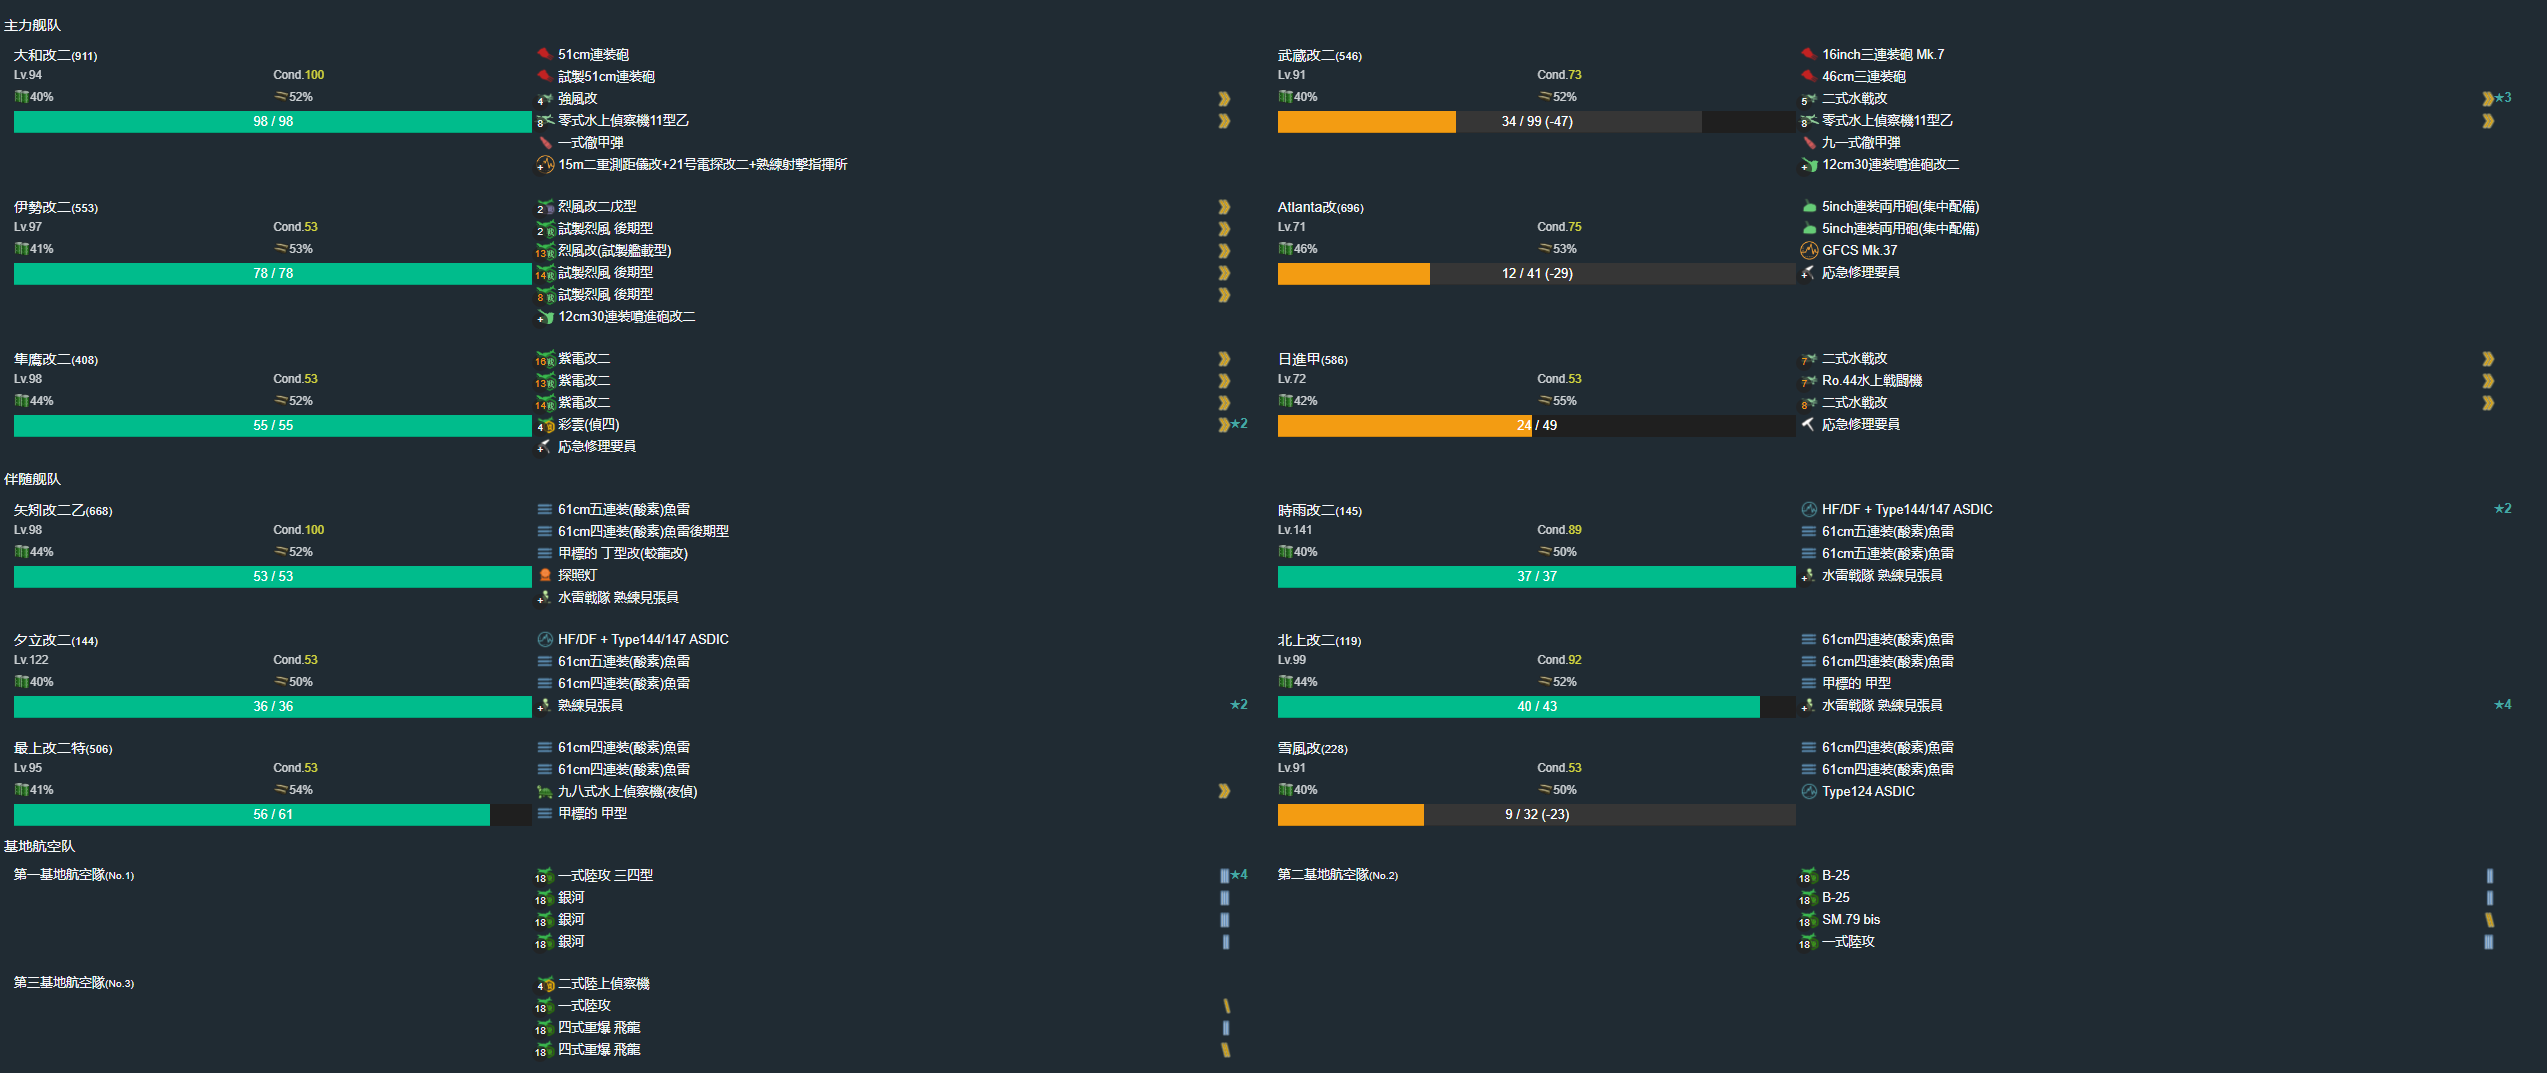 主力舰队
大和改二(911)
Lv.94 Cond.100
40% 52%
98 / 98
51cm連装砲
試製51cm連装砲
4 強風改
8 零式水上偵察機11型乙
一式徹甲弾
15m二重測距儀改+21号電探改二+熟練射撃指揮所
武蔵改二(546)
Lv.91 Cond.73
40% 52%
34 / 99 (-47)
16inch三連装砲 Mk.7
46cm三連装砲
5 二式水戦改 ★3
8 零式水上偵察機11型乙
九一式徹甲弾
12cm30連装噴進砲改二
伊勢改二(553)
Lv.97 Cond.53
41% 53%
78 / 78
2 烈風改二戊型
2 試製烈風 後期型
13 烈風改(試製艦載型)
14 試製烈風 後期型
8 試製烈風 後期型
12cm30連装噴進砲改二
Atlanta改(696)
Lv.71 Cond.75
46% 53%
12 / 41 (-29)
5inch連装両用砲(集中配備)
5inch連装両用砲(集中配備)
GFCS Mk.37
応急修理要員
隼鷹改二(408)
Lv.98 Cond.53
44% 52%
55 / 55
16 紫電改二
13 紫電改二
14 紫電改二
4 彩雲(偵四) ★2
応急修理要員
日進甲(586)
Lv.72 Cond.53
42% 55%
24 / 49
7 二式水戦改
7 Ro.44水上戦闘機
8 二式水戦改
応急修理要員
伴随舰队
矢矧改二乙(668)
Lv.98 Cond.100
44% 52%
53 / 53
61cm五連装(酸素)魚雷
61cm四連装(酸素)魚雷後期型
甲標的 丁型改(蛟龍改)
探照灯
水雷戦隊 熟練見張員
時雨改二(145)
Lv.141 Cond.89
40% 50%
37 / 37
HF/DF + Type144/147 ASDIC ★2
61cm五連装(酸素)魚雷
61cm五連装(酸素)魚雷
水雷戦隊 熟練見張員
夕立改二(144)
Lv.122 Cond.53
40% 50%
36 / 36
HF/DF + Type144/147 ASDIC
61cm五連装(酸素)魚雷
61cm四連装(酸素)魚雷
熟練見張員 ★2
北上改二(119)
Lv.99 Cond.92
44% 52%
40 / 43
61cm四連装(酸素)魚雷
61cm四連装(酸素)魚雷
甲標的 甲型
水雷戦隊 熟練見張員 ★4
最上改二特(506)
Lv.95 Cond.53
41% 54%
56 / 61
61cm四連装(酸素)魚雷
61cm四連装(酸素)魚雷
九八式水上偵察機(夜偵)
甲標的 甲型
雪風改(228)
Lv.91 Cond.53
40% 50%
9 / 32 (-23)
61cm四連装(酸素)魚雷
61cm四連装(酸素)魚雷
Type124 ASDIC
基地航空队
第一基地航空隊(No.1)
18 一式陸攻 三四型 ★4
18 銀河
18 銀河
18 銀河
第二基地航空隊(No.2)
18 B-25
18 B-25
18 SM.79 bis
18 一式陸攻
第三基地航空隊(No.3)
4 二式陸上偵察機
18 一式陸攻
18 四式重爆 飛龍
18 四式重爆 飛龍